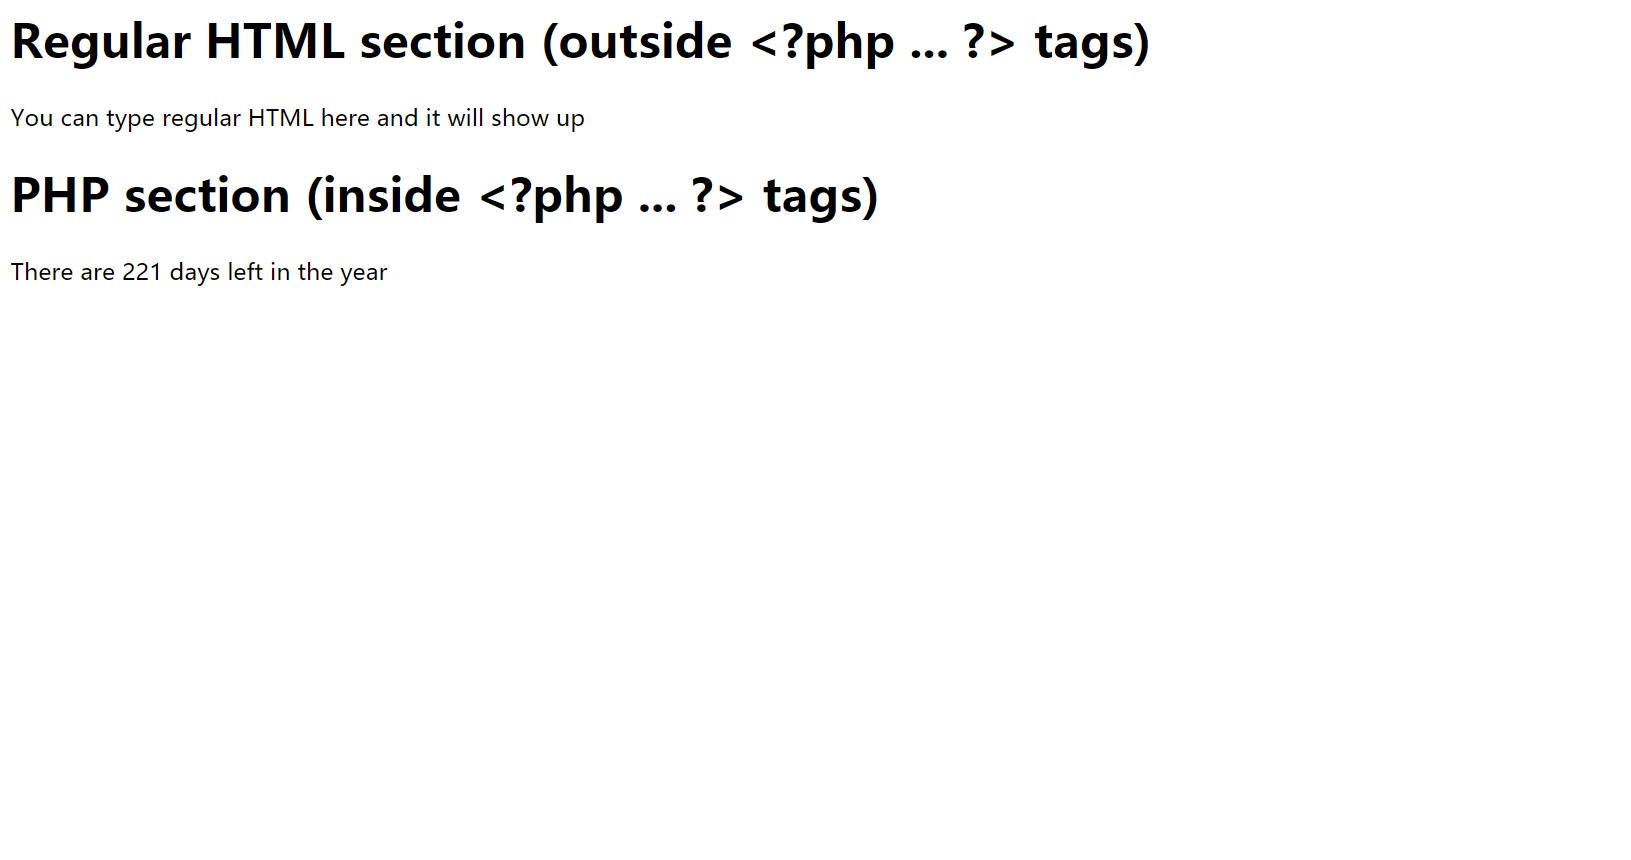 Regular HTML section (outside <?php ... ?> tags)
You can type regular HTML here and it will show up
PHP section (inside <?php ... ?> tags)
There are 221 days left in the year